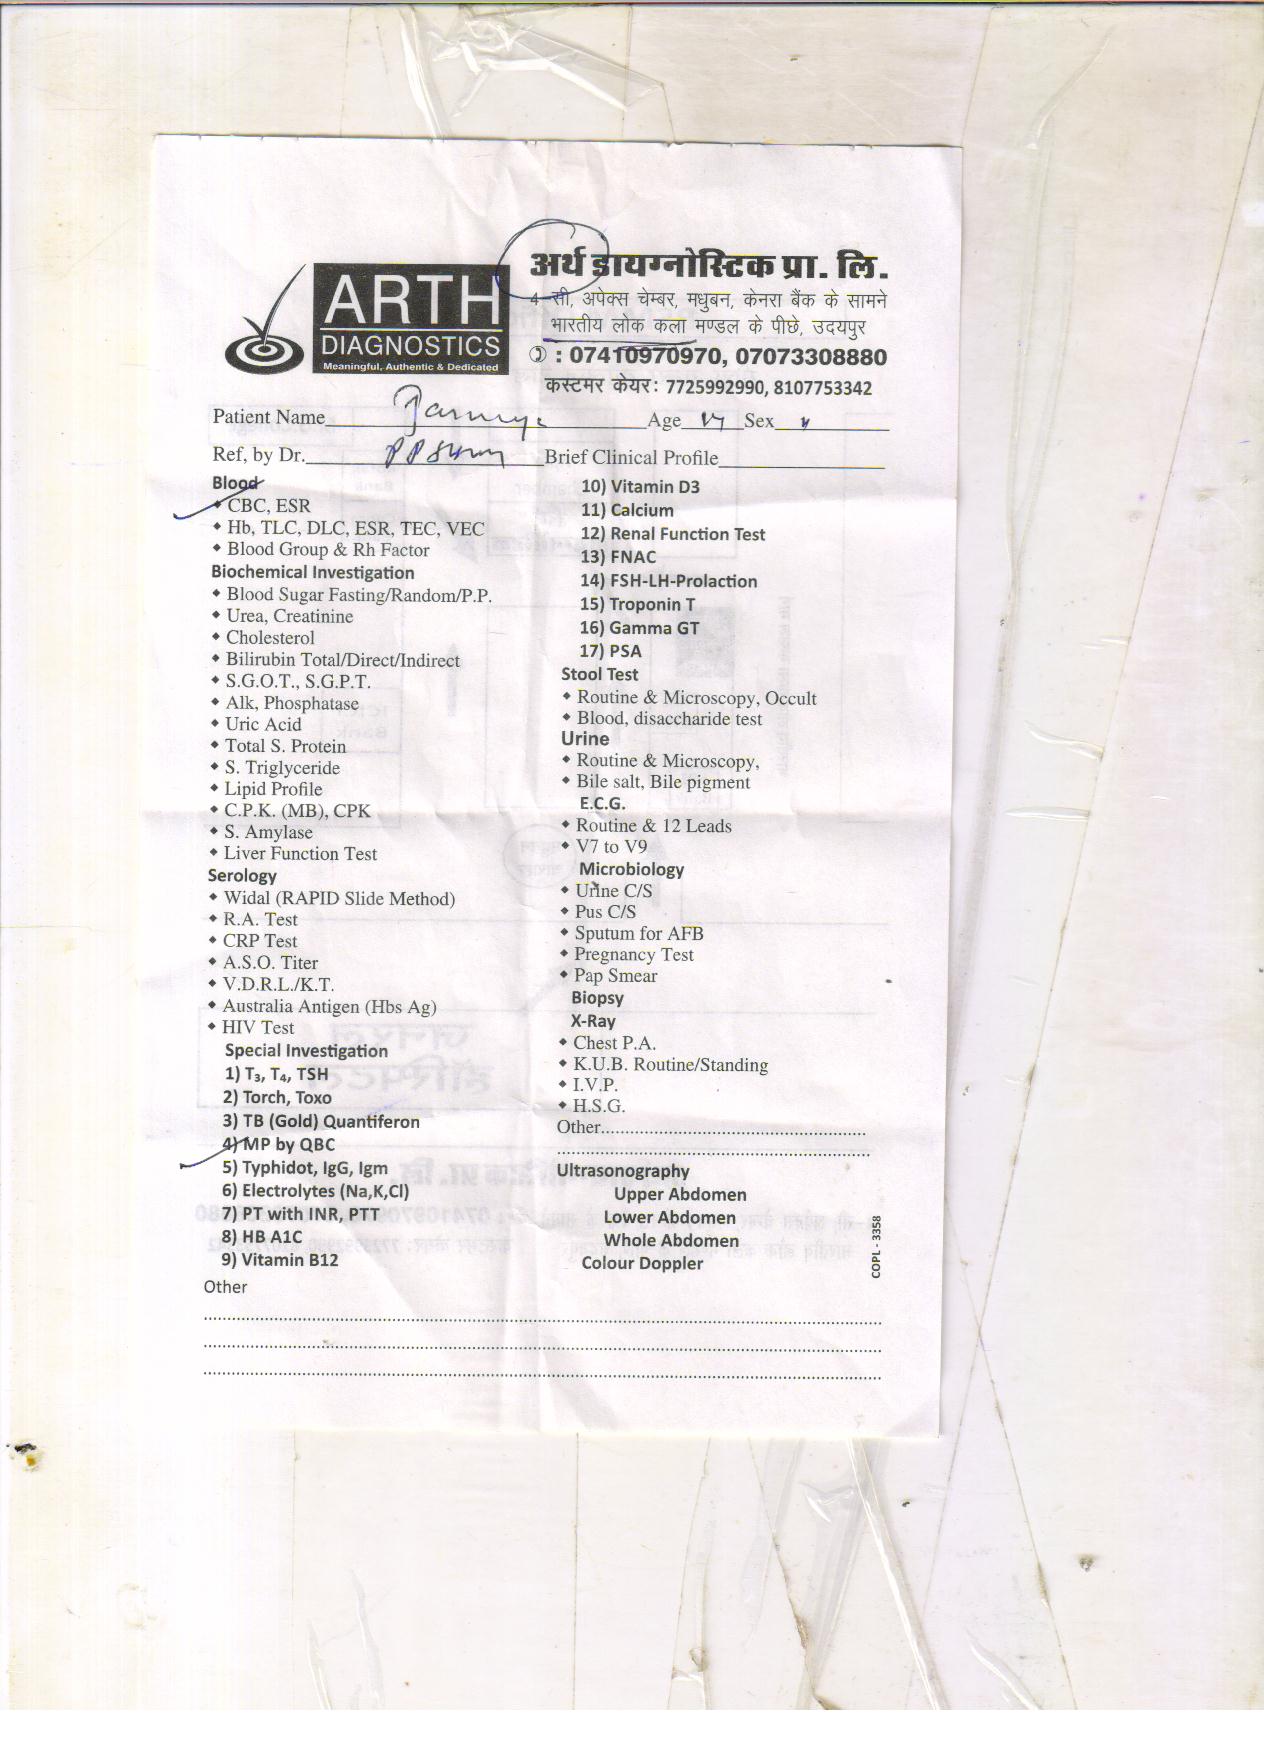 ARTH
DIAGNOSTICS
Meaningful, Authentic & Dedicated
अर्थ डायग्नोस्टिक प्रा. लि.
4-सी, अपेक्स चेम्बर, मधुबन, केनरा बैंक के सामने
भारतीय लोक कला मण्डल के पीछे, उदयपुर
: 07410970970, 07073308880
कस्टमर केयर: 7725992990, 8107753342
Patient Name Age Sex
Ref, by Dr. Brief Clinical Profile
Blood
CBC, ESR
Hb, TLC, DLC, ESR, TEC, VEC
Blood Group & Rh Factor
Biochemical Investigation
Blood Sugar Fasting/Random/P.P.
Urea, Creatinine
Cholesterol
Bilirubin Total/Direct/Indirect
S.G.O.T., S.G.P.T.
Alk, Phosphatase
Uric Acid
Total S. Protein
S. Triglyceride
Lipid Profile
C.P.K. (MB), CPK
S. Amylase
Liver Function Test
Serology
Widal (RAPID Slide Method)
R.A. Test
CRP Test
A.S.O. Titer
V.D.R.L./K.T.
Australia Antigen (Hbs Ag)
HIV Test
Special Investigation
1) T₃, T₄, TSH
2) Torch, Toxo
3) TB (Gold) Quantiferon
4) MP by QBC
5) Typhidot, IgG, Igm
6) Electrolytes (Na,K,Cl)
7) PT with INR, PTT
8) HB A1C
9) Vitamin B12
Other
10) Vitamin D3
11) Calcium
12) Renal Function Test
13) FNAC
14) FSH-LH-Prolaction
15) Troponin T
16) Gamma GT
17) PSA
Stool Test
Routine & Microscopy, Occult
Blood, disaccharide test
Urine
Routine & Microscopy,
Bile salt, Bile pigment
E.C.G.
Routine & 12 Leads
V7 to V9
Microbiology
Urine C/S
Pus C/S
Sputum for AFB
Pregnancy Test
Pap Smear
Biopsy
X-Ray
Chest P.A.
K.U.B. Routine/Standing
I.V.P.
H.S.G.
Other
Ultrasonography
Upper Abdomen
Lower Abdomen
Whole Abdomen
Colour Doppler
COPL - 3358